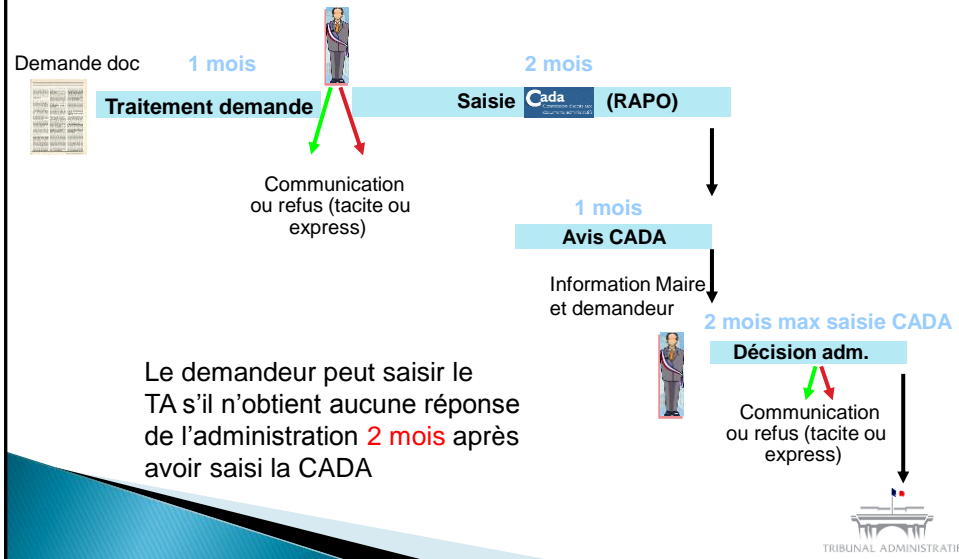 Demande doc
1 mois
2 mois
Traitement demande
Saisie Cada (RAPO)
Communication
ou refus (tacite ou
express)
1 mois
Avis CADA
Information Maire
et demandeur
2 mois max saisie CADA
Décision adm.
Communication
ou refus (tacite ou
express)
Le demandeur peut saisir le
TA s'il n'obtient aucune réponse
de l'administration 2 mois après
avoir saisi la CADA
TRIBUNAL ADMINISTRATI